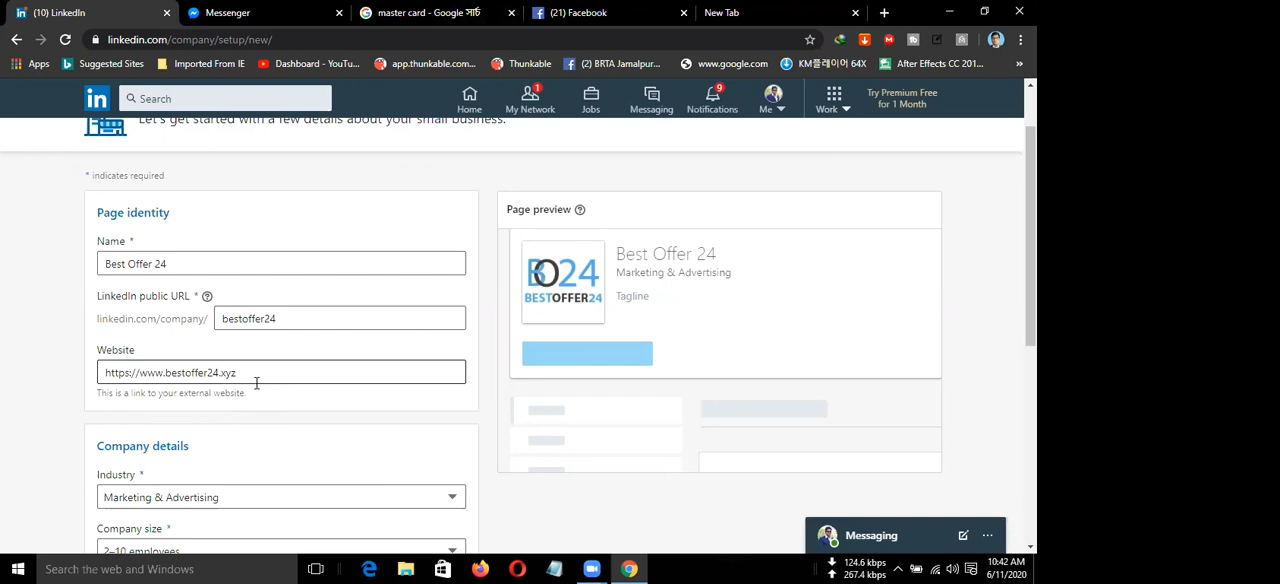 (10) LinkedIn
Messenger
master card - Google সার্চ
(21) Facebook
New Tab
linkedin.com/company/setup/new/
Apps
Suggested Sites
Imported From IE
Dashboard - YouTu...
app.thunkable.com...
Thunkable
(2) BRTA Jamalpur...
www.google.com
KM플레이어 64X
After Effects CC 201...
»
in
Search
Home
1
My Network
Jobs
Messaging
9
Notifications
Me
Work
Try Premium Free
for 1 Month
Let's get started with a few details about your small business.
* indicates required
Page identity
Name *
Best Offer 24
LinkedIn public URL *
linkedin.com/company/
bestoffer24
Website
https://www.bestoffer24.xyz
This is a link to your external website.
Company details
Industry *
Marketing & Advertising
Company size *
2–10 employees
Page preview
BO24
BESTOFFER24
Best Offer 24
Marketing & Advertising
Tagline
Messaging
Search the web and Windows
124.6 kbps
267.4 kbps
10:42 AM
6/11/2020